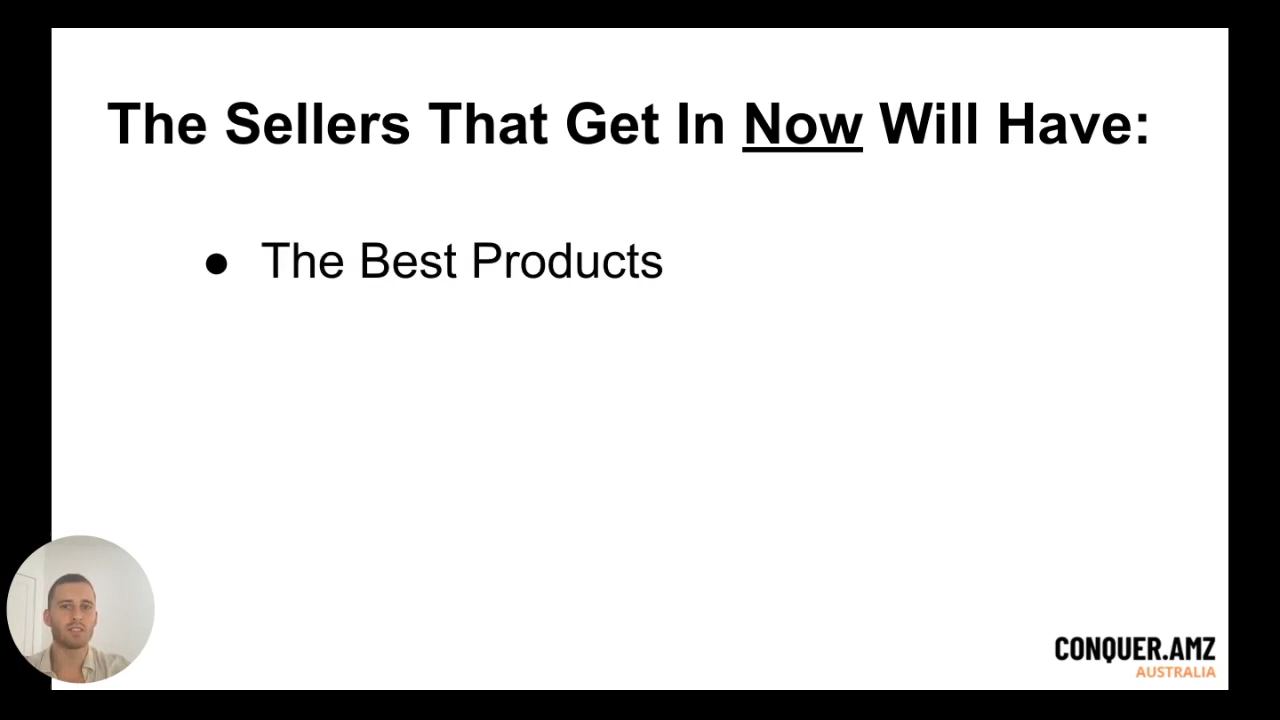 The Sellers That Get In Now Will Have:
● The Best Products
CONQUER.AMZ
AUSTRALIA